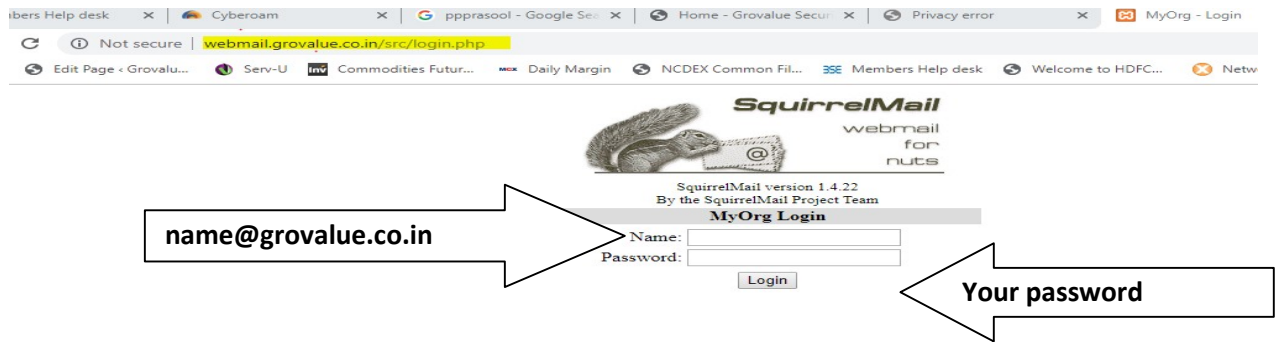 nbers Help desk Cyberoam ppprasool - Google Sea Home - Grovalue Secur Privacy error MyOrg - Login
Not secure | webmail.grovalue.co.in/src/login.php
Edit Page ‹ Grovalu... Serv-U Inv Commodities Futur... MCX Daily Margin NCDEX Common Fil... BSE Members Help desk Welcome to HDFC... Netw
SquirrelMail
webmail
for
nuts
@
SquirrelMail version 1.4.22
By the SquirrelMail Project Team
MyOrg Login
name@grovalue.co.in
Name:
Password:
Login
Your password